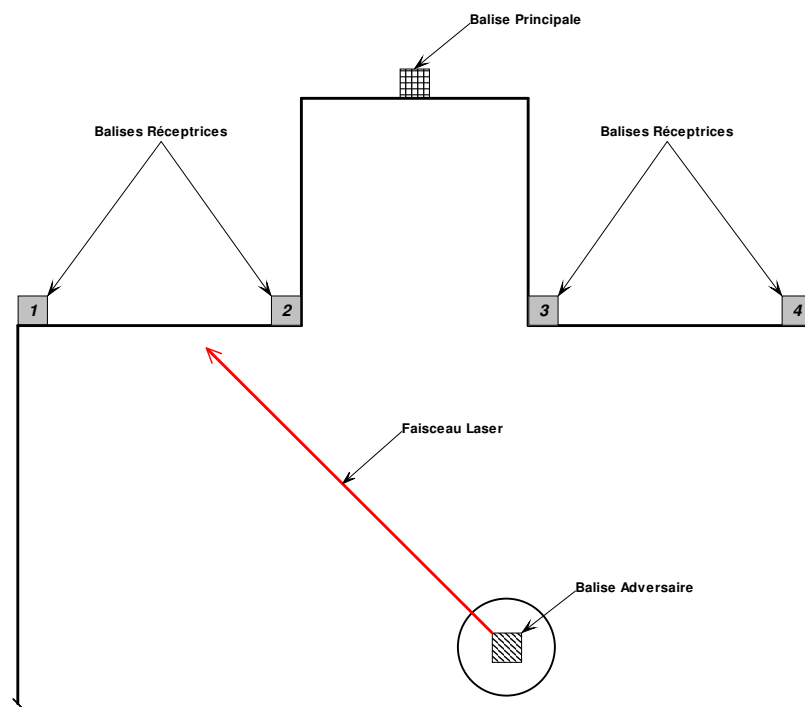 Balise Principale
Balises Réceptrices
Balises Réceptrices
1
2
3
4
Faisceau Laser
Balise Adversaire